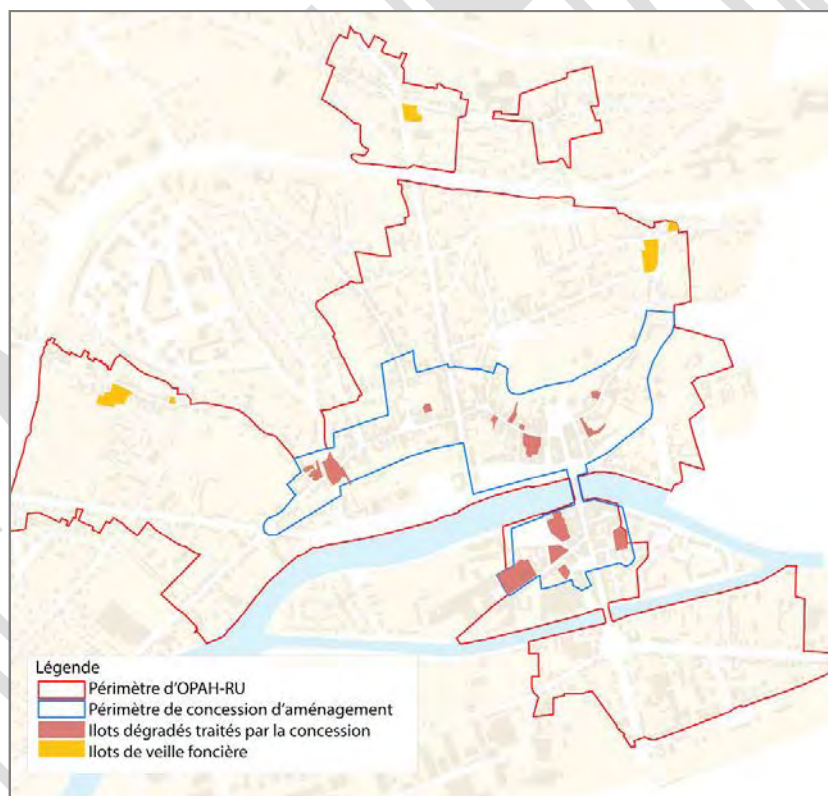 Légende
Périmètre d'OPAH-RU
Périmètre de concession d'aménagement
Ilots dégradés traités par la concession
Ilots de veille foncière